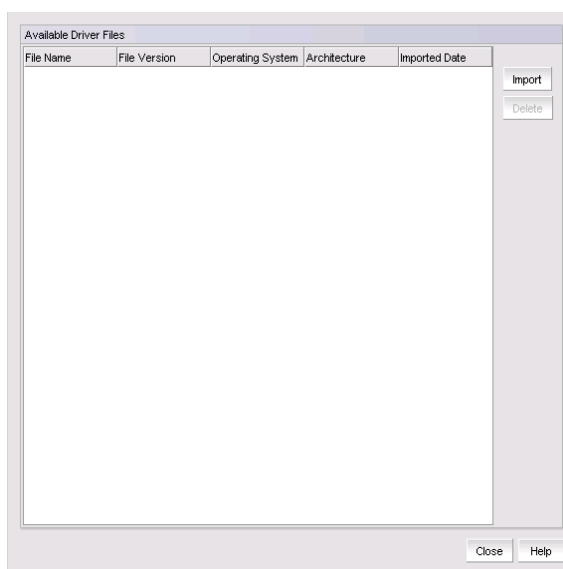 Available Driver Files
File Name File Version Operating System Architecture Imported Date
Import
Delete
Close Help